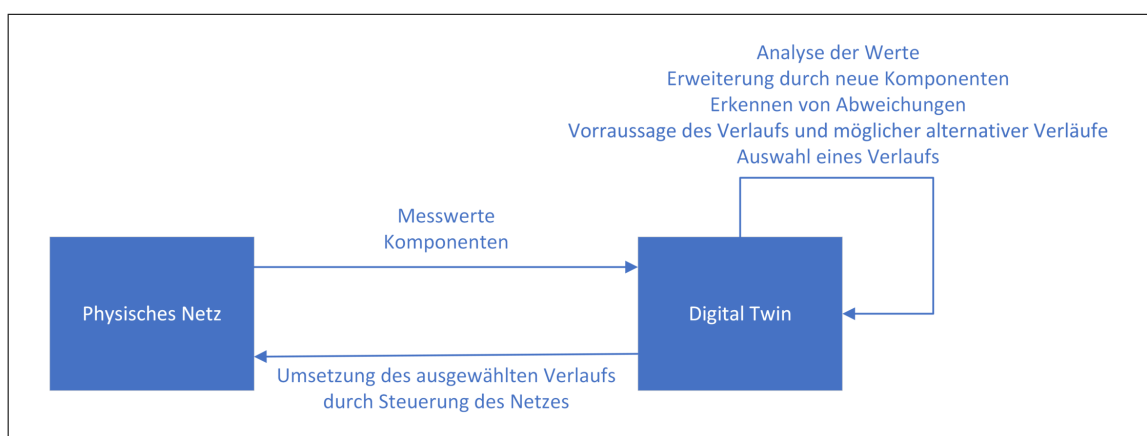 Analyse der Werte
Erweiterung durch neue Komponenten
Erkennen von Abweichungen
Vorraussage des Verlaufs und möglicher alternativer Verläufe
Auswahl eines Verlaufs
Messwerte
Komponenten
Physisches Netz
Digital Twin
Umsetzung des ausgewählten Verlaufs
durch Steuerung des Netzes